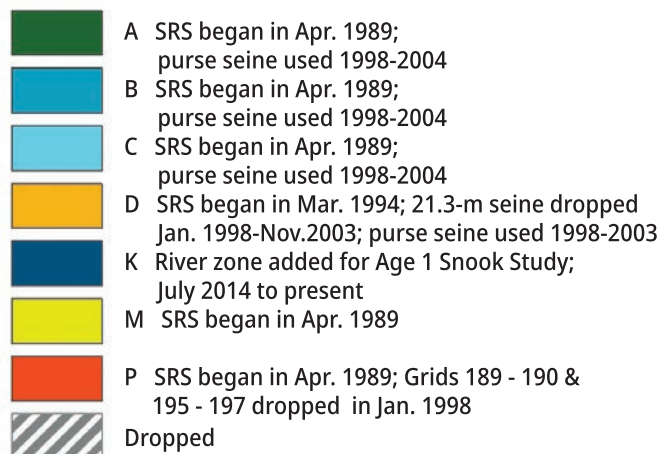 A SRS began in Apr. 1989;
purse seine used 1998-2004
B SRS began in Apr. 1989;
purse seine used 1998-2004
C SRS began in Apr. 1989;
purse seine used 1998-2004
D SRS began in Mar. 1994; 21.3-m seine dropped
Jan. 1998-Nov.2003; purse seine used 1998-2003
K River zone added for Age 1 Snook Study;
July 2014 to present
M SRS began in Apr. 1989
P SRS began in Apr. 1989; Grids 189 - 190 &
195 - 197 dropped in Jan. 1998
Dropped